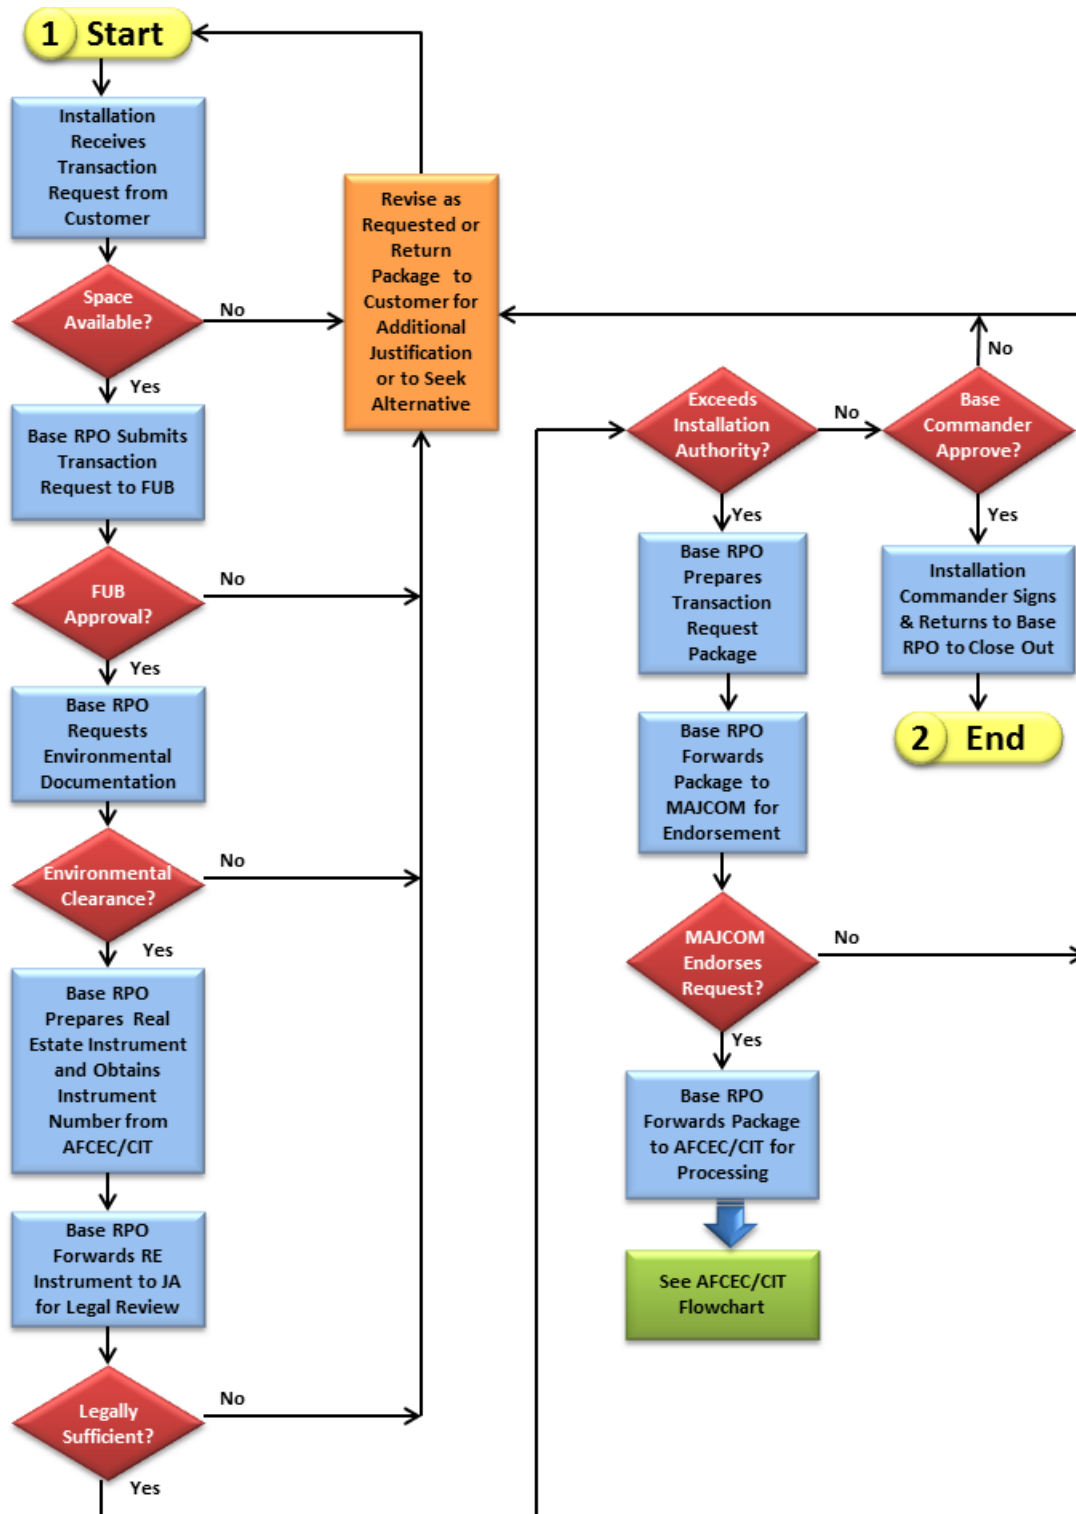 1 Start
Installation
Receives
Transaction
Request from
Customer
Space
Available?
No
Yes
Base RPO Submits
Transaction
Request to FUB
FUB
Approval?
No
Yes
Base RPO
Requests
Environmental
Documentation
Environmental
Clearance?
No
Yes
Base RPO
Prepares Real
Estate Instrument
and Obtains
Instrument
Number from
AFCEC/CIT
Base RPO
Forwards RE
Instrument to JA
for Legal Review
Legally
Sufficient?
No
Yes
Revise as
Requested or
Return
Package to
Customer for
Additional
Justification
or to Seek
Alternative
Exceeds
Installation
Authority?
No
Yes
Base RPO
Prepares
Transaction
Request
Package
Base RPO
Forwards
Package to
MAJCOM for
Endorsement
MAJCOM
Endorses
Request?
No
Yes
Base RPO
Forwards Package
to AFCEC/CIT for
Processing
See AFCEC/CIT
Flowchart
Base
Commander
Approve?
No
Yes
Installation
Commander Signs
& Returns to Base
RPO to Close Out
2 End